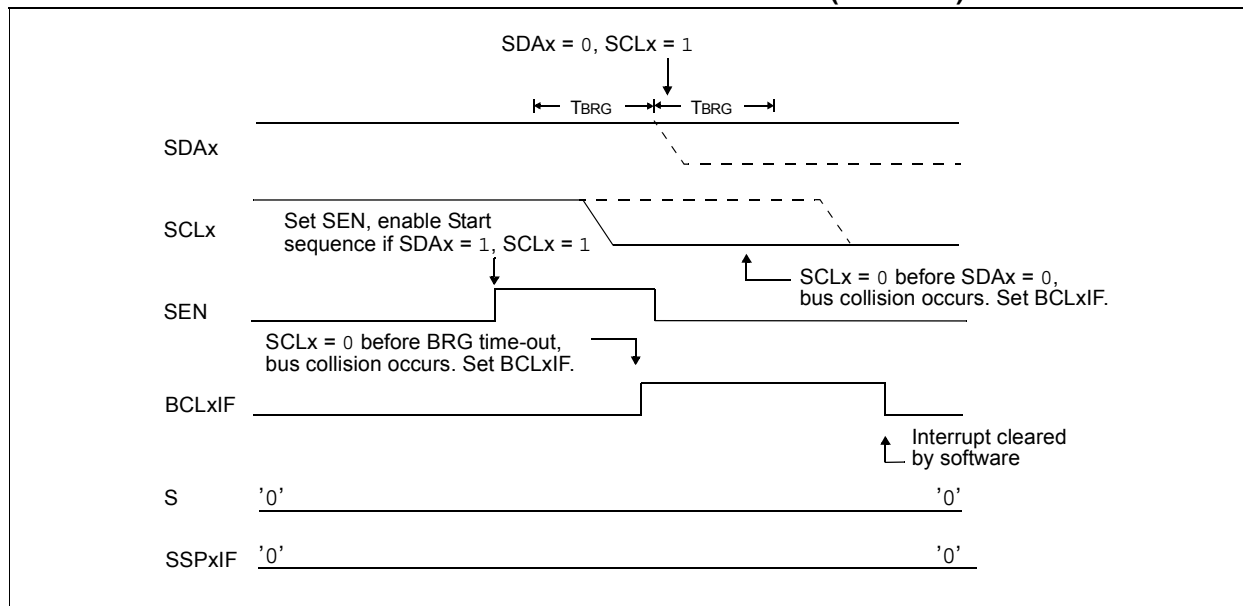 SDAx = 0, SCLx = 1
TBRG TBRG
SDAx
SCLx
Set SEN, enable Start
sequence if SDAx = 1, SCLx = 1
SCLx = 0 before SDAx = 0,
bus collision occurs. Set BCLxIF.
SEN
SCLx = 0 before BRG time-out,
bus collision occurs. Set BCLxIF.
BCLxIF
Interrupt cleared
by software
S '0' '0'
SSPxIF '0' '0'